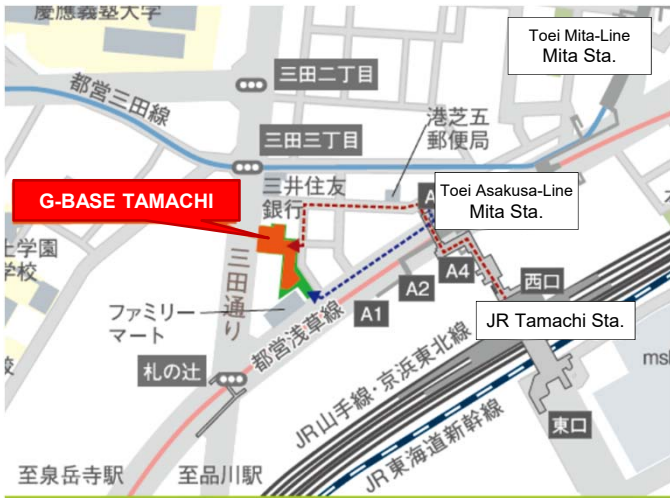 慶應義塾大学
Toei Mita-Line
Mita Sta.
三田二丁目
都営三田線
港芝五
郵便局
三田三丁目
G-BASE TAMACHI
三井住友
銀行
Toei Asakusa-Line
Mita Sta.
上学園
学校
三田通り
A4
西口
A2
A1
ファミリー
マート
都営浅草線
JR Tamachi Sta.
札の辻
JR山手線・京浜東北線
東口
JR東海道新幹線
至泉岳寺駅
至品川駅